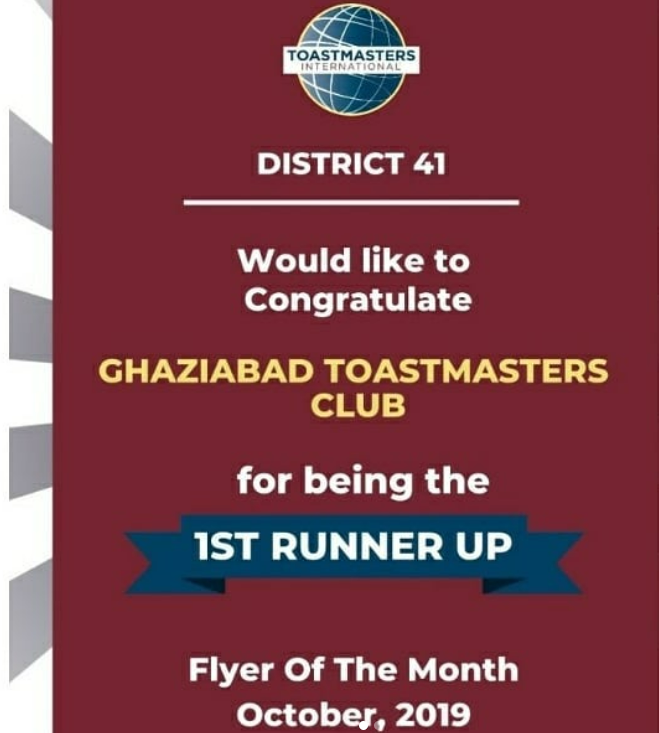 TOASTMASTERS
INTERNATIONAL
DISTRICT 41
Would like to
Congratulate
GHAZIABAD TOASTMASTERS
CLUB
for being the
1ST RUNNER UP
Flyer Of The Month
October, 2019